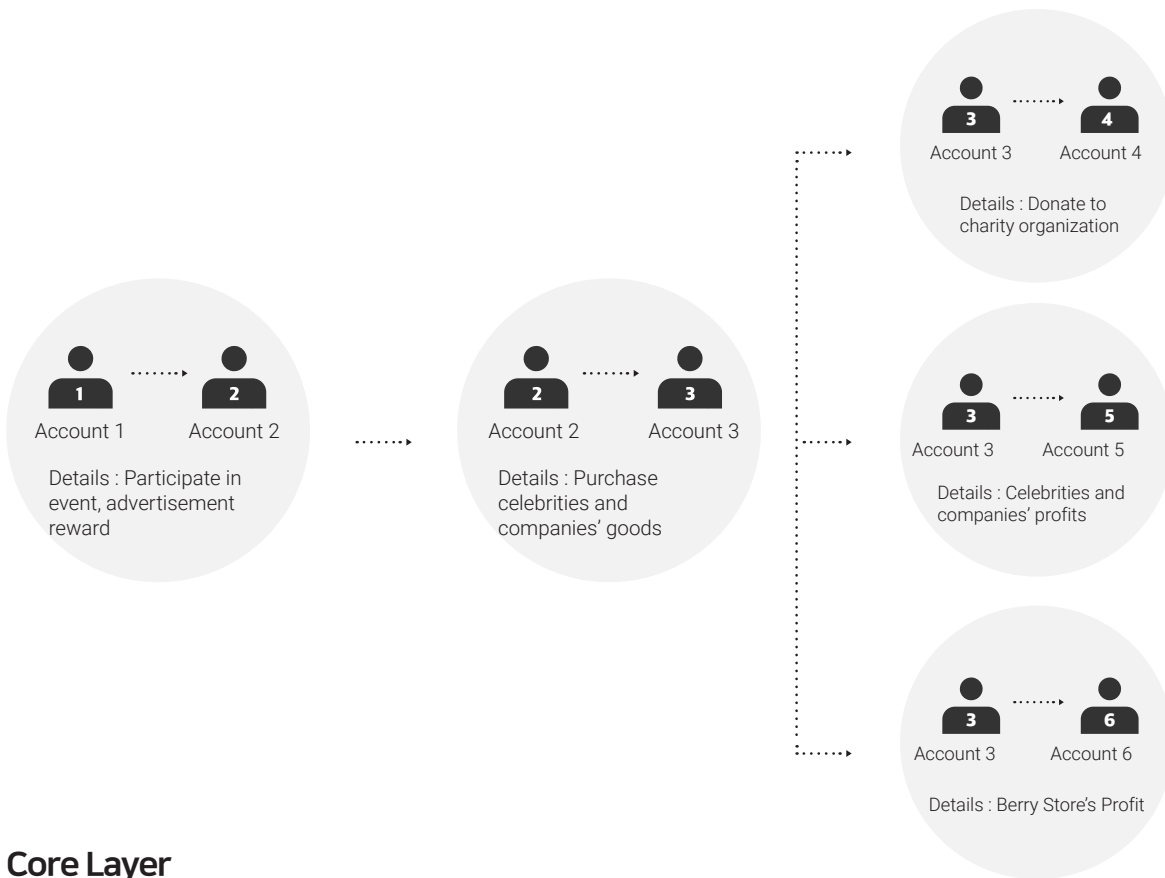 1
2
Account 1
Account 2
Details : Participate in
event, advertisement
reward
2
3
Account 2
Account 3
Details : Purchase
celebrities and
companies’ goods
3
4
Account 3
Account 4
Details : Donate to
charity organization
3
5
Account 3
Account 5
Details : Celebrities and
companies’ profits
3
6
Account 3
Account 6
Details : Berry Store’s Profit
Core Layer